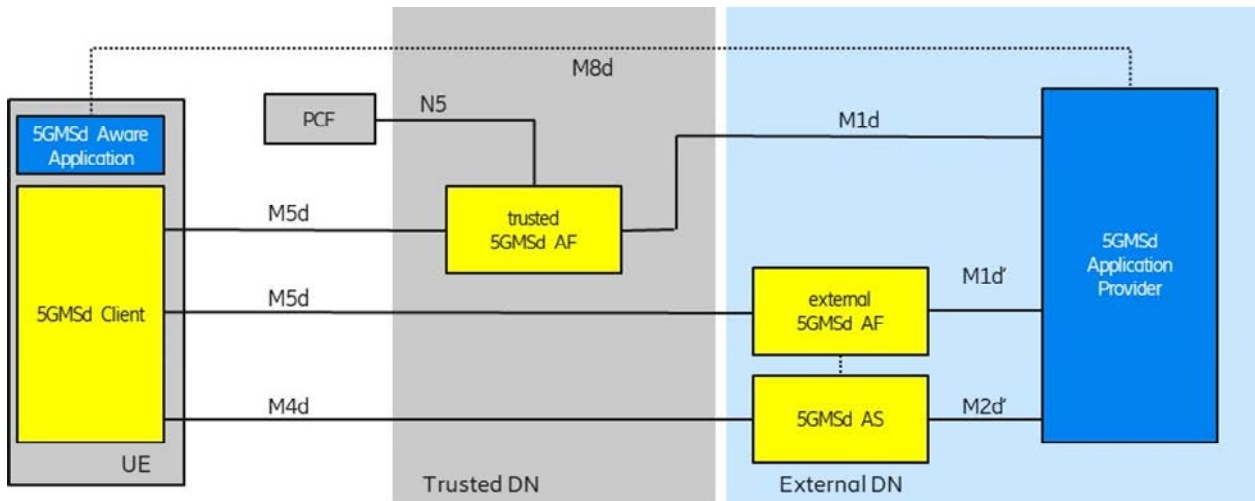 M8d
N5
PCF
M1d
5GMSd Aware
Application
M5d
trusted
5GMSd AF
5GMSd
Application
Provider
M5d
M1d'
5GMSd Client
external
5GMSd AF
M4d
5GMSd AS
M2d'
UE
Trusted DN
External DN